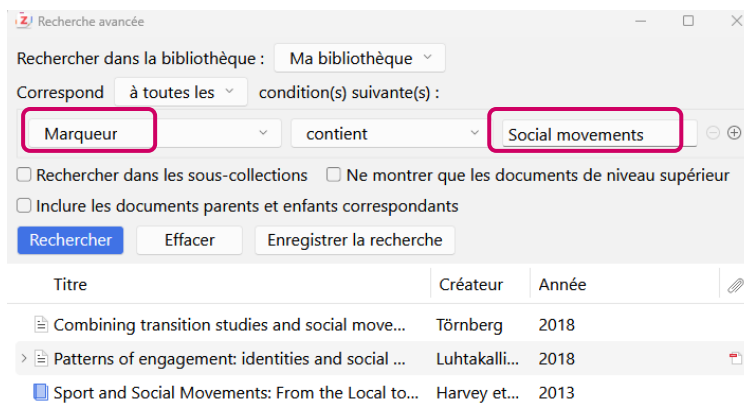 Recherche avancée
Rechercher dans la bibliothèque : Ma bibliothèque
Correspond à toutes les condition(s) suivante(s) :
Marqueur contient Social movements
Rechercher dans les sous-collections Ne montrer que les documents de niveau supérieur
Inclure les documents parents et enfants correspondants
Rechercher Effacer Enregistrer la recherche
Titre Créateur Année
Combining transition studies and social move... Törnberg 2018
Patterns of engagement: identities and social ... Luhtakalli... 2018
Sport and Social Movements: From the Local to... Harvey et... 2013